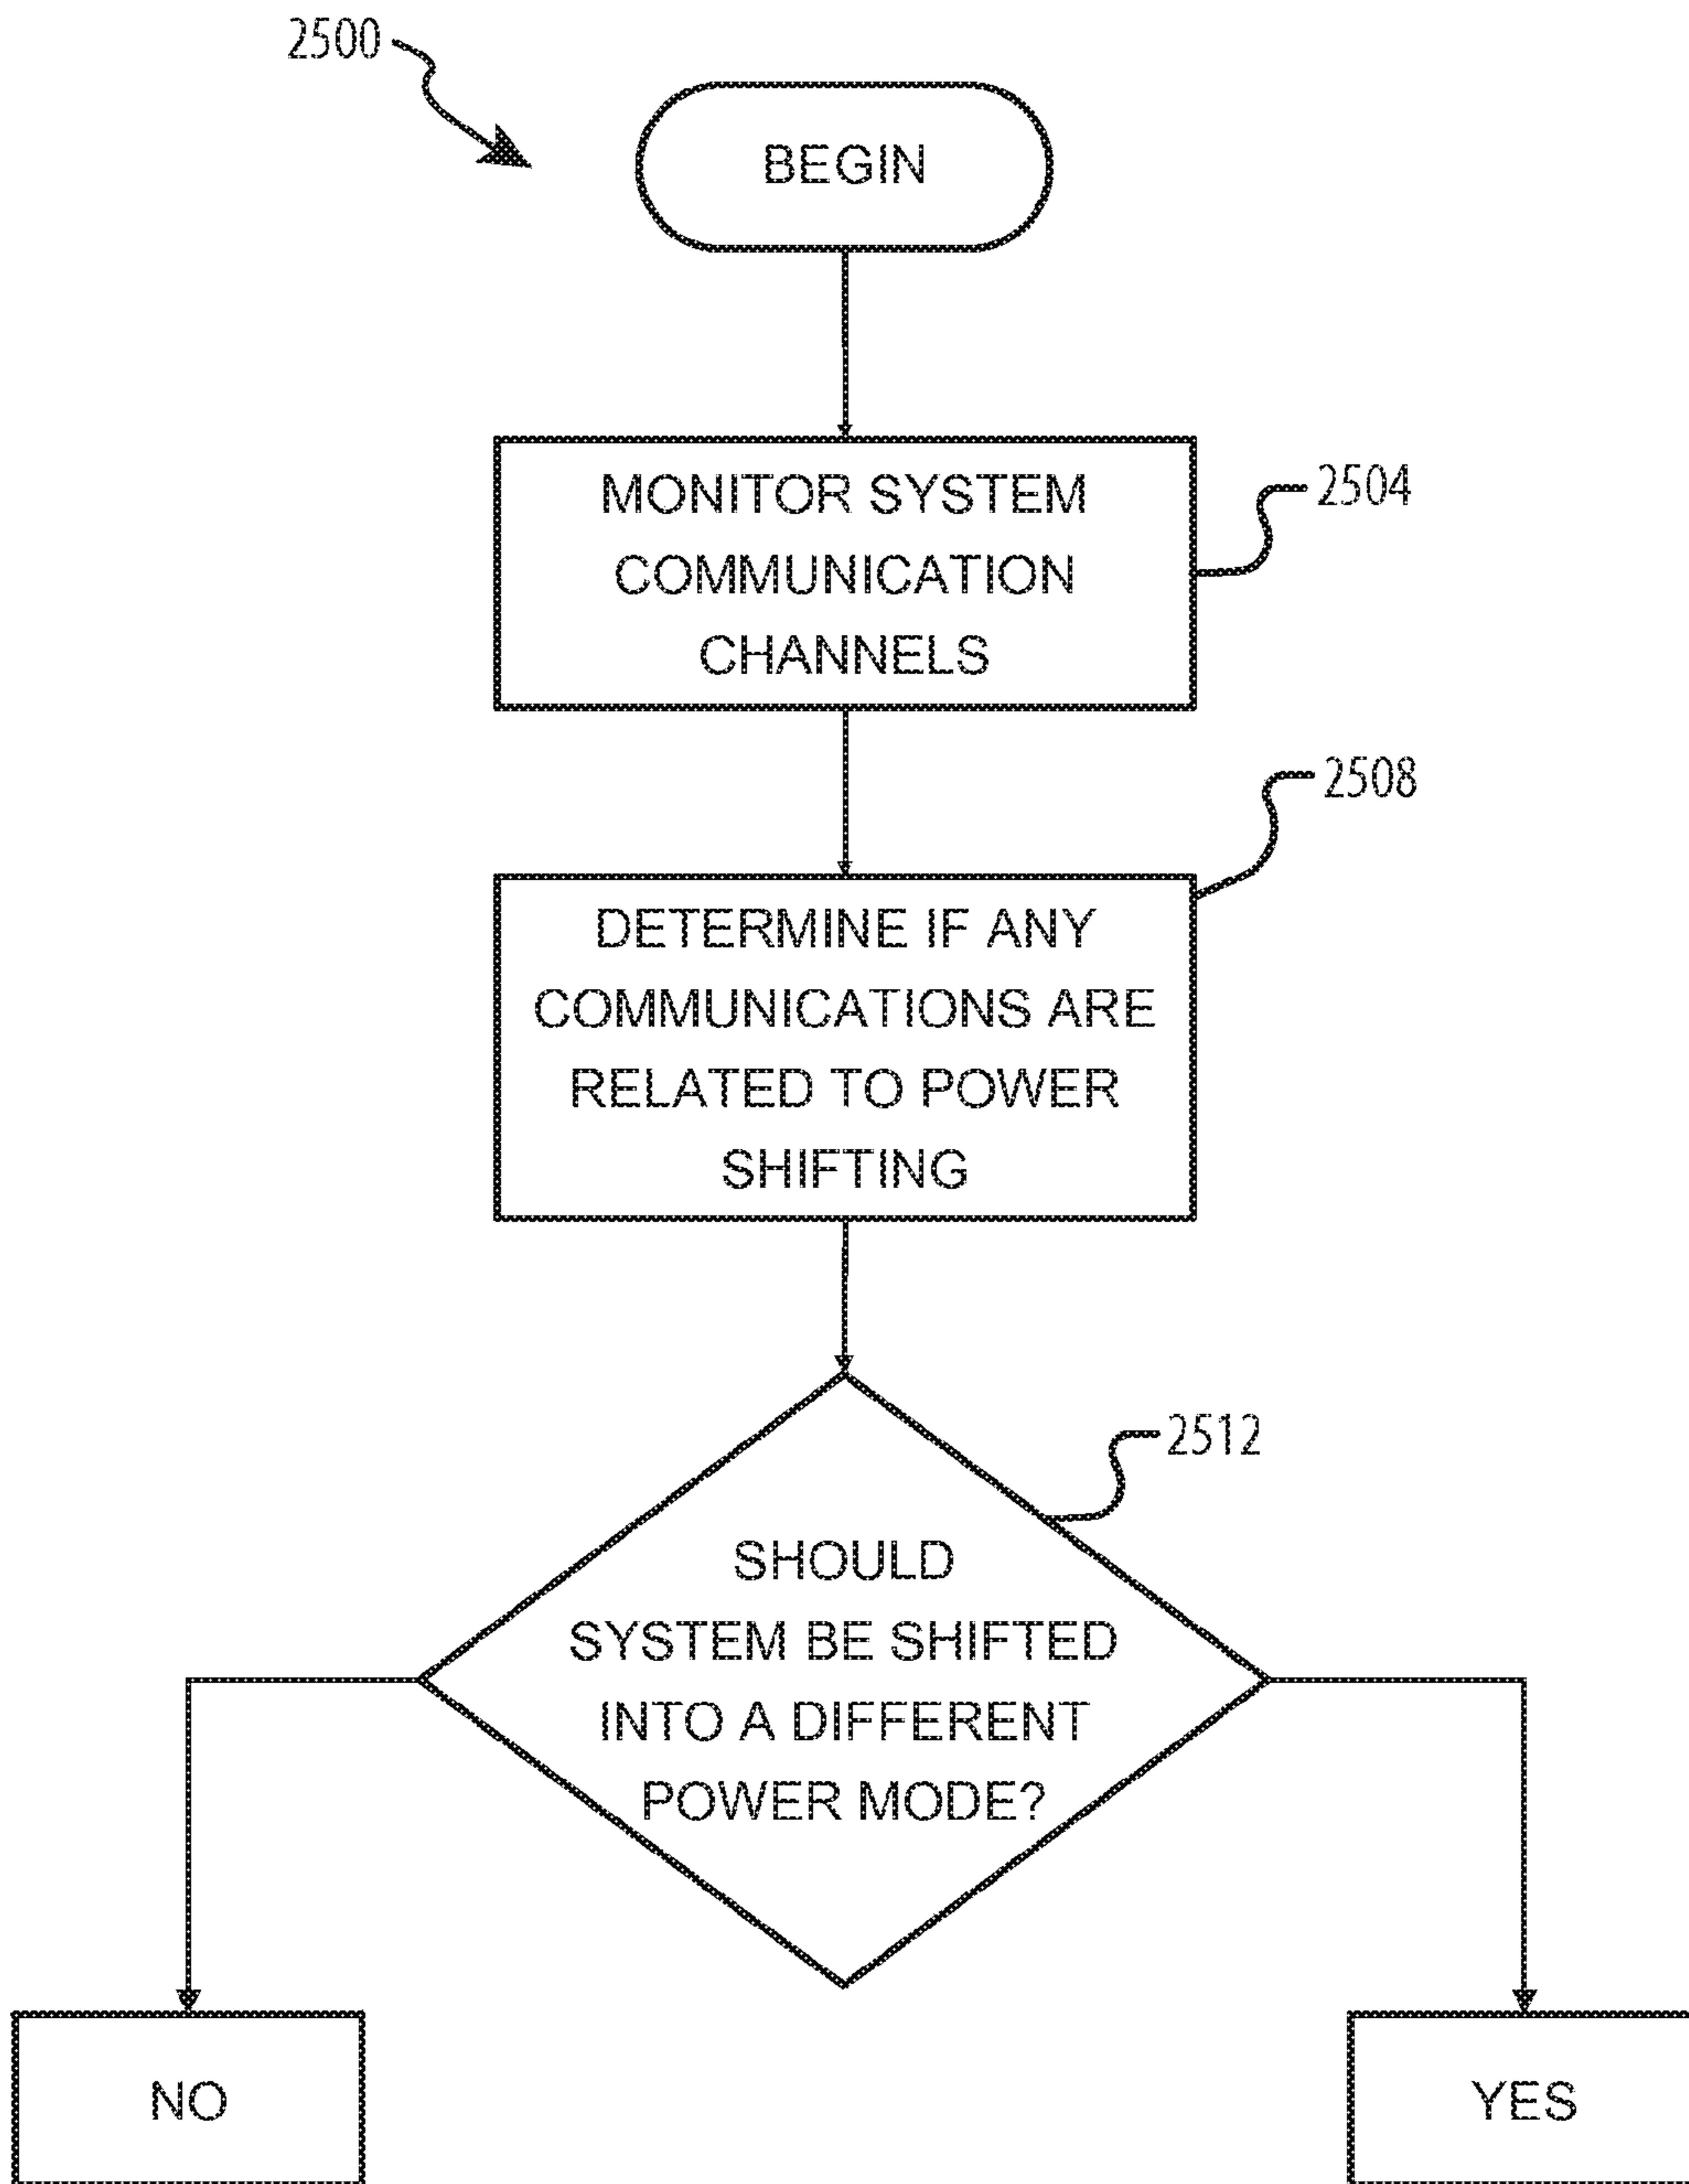 2500
BEGIN
MONITOR SYSTEM
COMMUNICATION
CHANNELS
2504
2508
DETERMINE IF ANY
COMMUNICATIONS ARE
RELATED TO POWER
SHIFTING
2512
SHOULD
SYSTEM BE SHIFTED
INTO A DIFFERENT
POWER MODE?
NO
YES